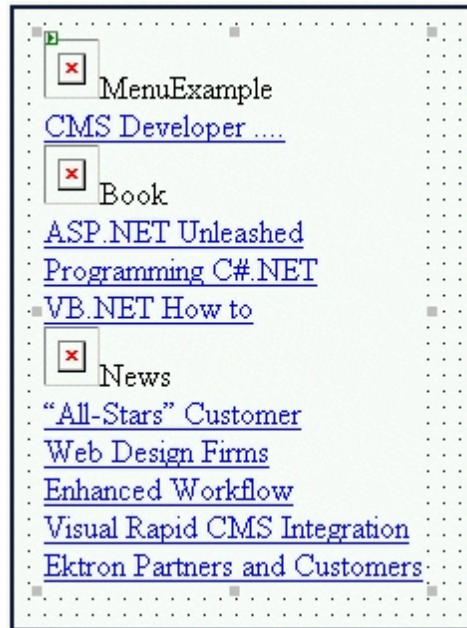 MenuExample
CMS Developer ....
Book
ASP.NET Unleashed
Programming C#.NET
VB.NET How to
News
“All-Stars” Customer
Web Design Firms
Enhanced Workflow
Visual Rapid CMS Integration
Ektron Partners and Customers